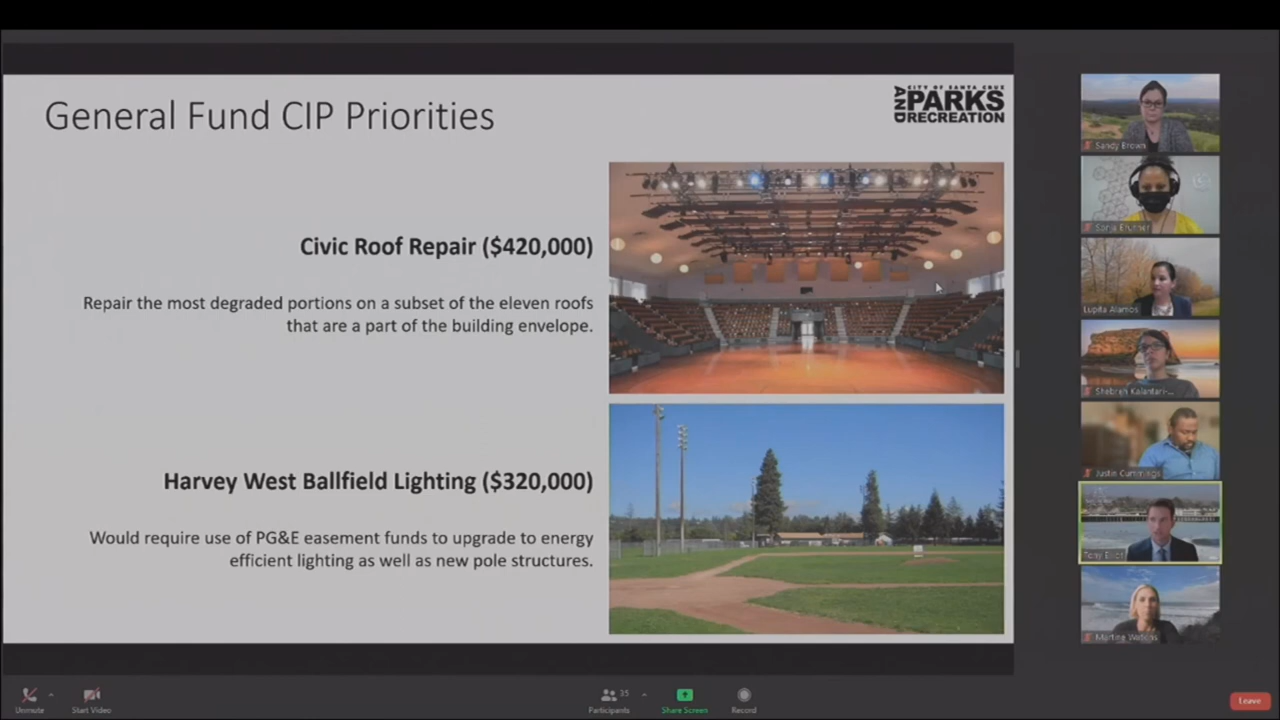 General Fund CIP Priorities
CITY OF SANTA CRUZ
AND PARKS
RECREATION
Civic Roof Repair ($420,000)
Repair the most degraded portions on a subset of the eleven roofs
that are a part of the building envelope.
Harvey West Ballfield Lighting ($320,000)
Would require use of PG&E easement funds to upgrade to energy
efficient lighting as well as new pole structures.
Sandy Brown
Sonja Brunner
Lupita Alamos
Shebreh Kalantari-...
Justin Cummings
Tony Elliot
Martine Watkins
Unmute
Start Video
35
Participants
Share Screen
Record
Leave